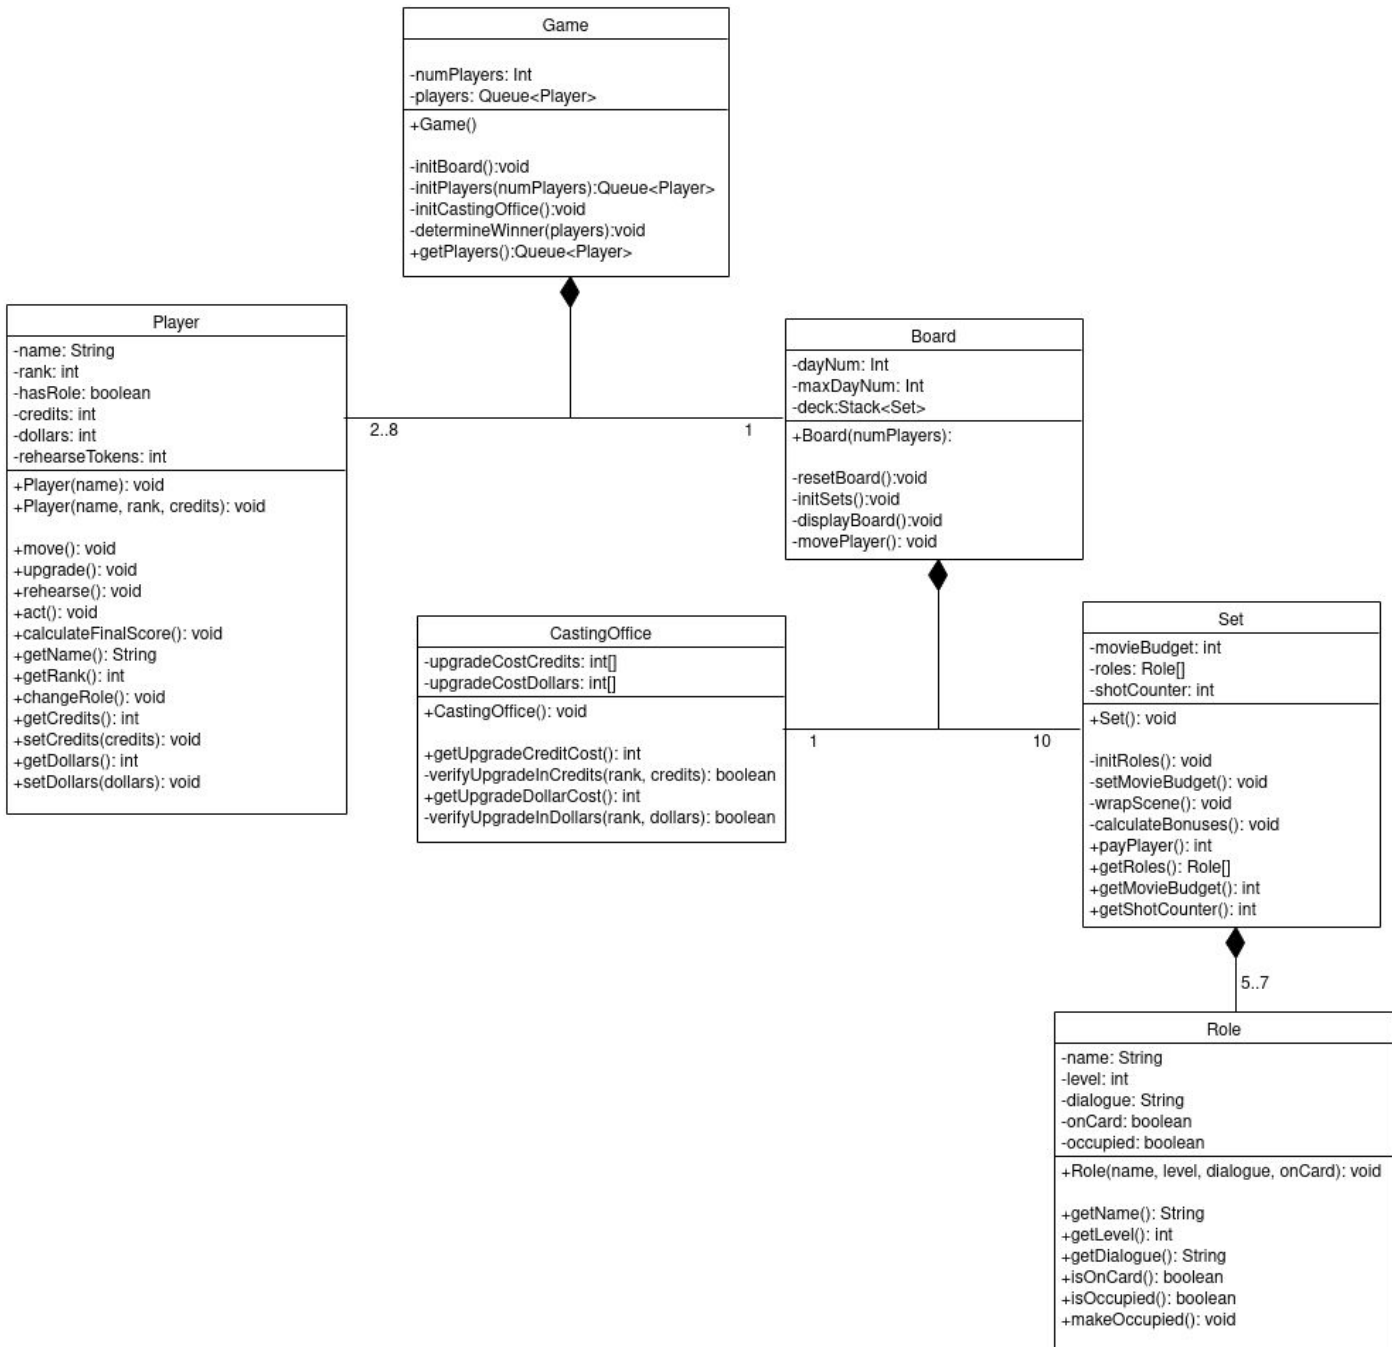 Game
-numPlayers: Int
-players: Queue<Player>
+Game()
-initBoard():void
-initPlayers(numPlayers):Queue<Player>
-initCastingOffice():void
-determineWinner(players):void
+getPlayers():Queue<Player>
Player
-name: String
-rank: int
-hasRole: boolean
-credits: int
-dollars: int
-rehearseTokens: int
+Player(name): void
+Player(name, rank, credits): void
+move(): void
+upgrade(): void
+rehearse(): void
+act(): void
+calculateFinalScore(): void
+getName(): String
+getRank(): int
+changeRole(): void
+getCredits(): int
+setCredits(credits): void
+getDollars(): int
+setDollars(dollars): void
2..8
1
Board
-dayNum: Int
-maxDayNum: Int
-deck:Stack<Set>
+Board(numPlayers):
-resetBoard():void
-initSets():void
-displayBoard():void
-movePlayer(): void
CastingOffice
-upgradeCostCredits: int[]
-upgradeCostDollars: int[]
+CastingOffice(): void
+getUpgradeCreditCost(): int
-verifyUpgradeInCredits(rank, credits): boolean
+getUpgradeDollarCost(): int
-verifyUpgradeInDollars(rank, dollars): boolean
1
10
Set
-movieBudget: int
-roles: Role[]
-shotCounter: int
+Set(): void
-initRoles(): void
-setMovieBudget(): void
-wrapScene(): void
-calculateBonuses(): void
+payPlayer(): int
+getRoles(): Role[]
+getMovieBudget(): int
+getShotCounter(): int
5..7
Role
-name: String
-level: int
-dialogue: String
-onCard: boolean
-occupied: boolean
+Role(name, level, dialogue, onCard): void
+getName(): String
+getLevel(): int
+getDialogue(): String
+isOnCard(): boolean
+isOccupied(): boolean
+makeOccupied(): void